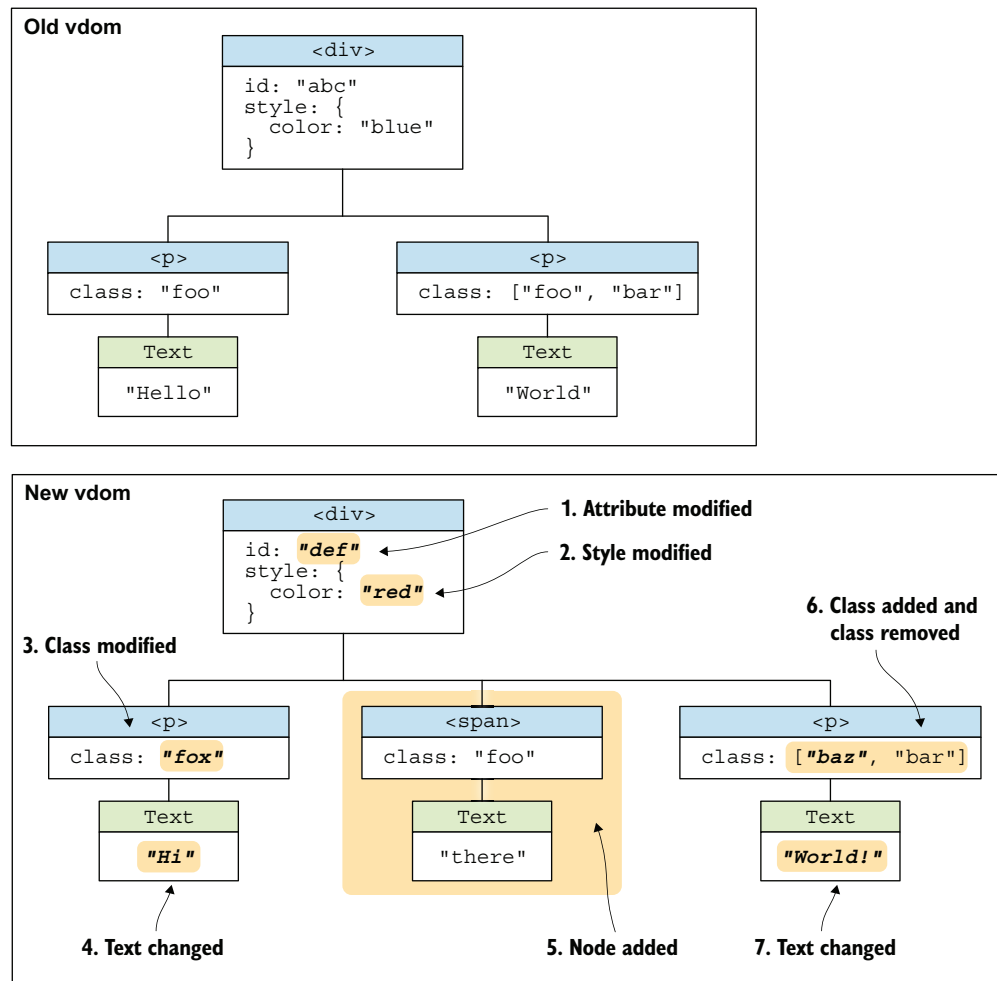 Old vdom
<div>
id: "abc"
style: {
color: "blue"
}
<p>
class: "foo"
Text
"Hello"
<p>
class: ["foo", "bar"]
Text
"World"
New vdom
<div>
id: "def"
style: {
color: "red"
}
1. Attribute modified
2. Style modified
3. Class modified
6. Class added and
class removed
<p>
class: "fox"
Text
"Hi"
4. Text changed
<span>
class: "foo"
Text
"there"
5. Node added
<p>
class: ["baz", "bar"]
Text
"World!"
7. Text changed